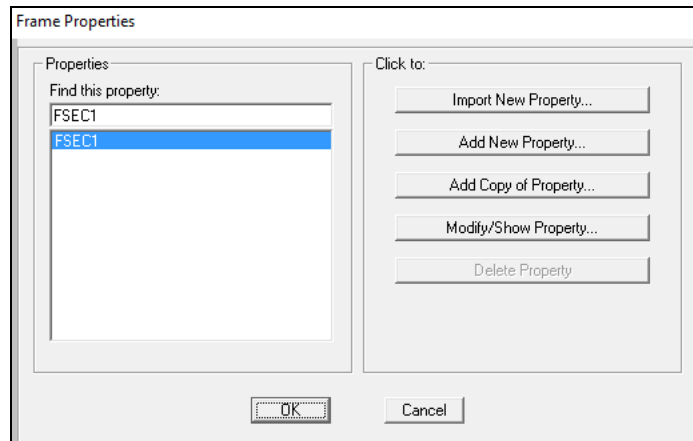 Frame Properties
Properties
Find this property:
FSEC1
FSEC1
Click to:
Import New Property...
Add New Property...
Add Copy of Property...
Modify/Show Property...
Delete Property
OK
Cancel